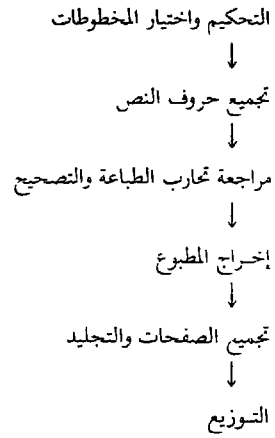 التحكيم واختيار المخطوطات
↓
تجميع حروف النص
↓
مراجعة تجارب الطباعة والتصحيح
↓
إخراج المطبوع
↓
تجميع الصفحات والتجليد
↓
التوزيع